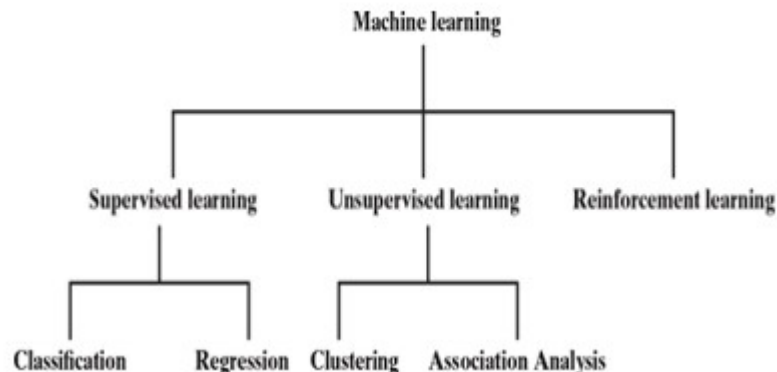 Machine learning
Supervised learning
Unsupervised learning
Reinforcement learning
Classification
Regression
Clustering
Association Analysis